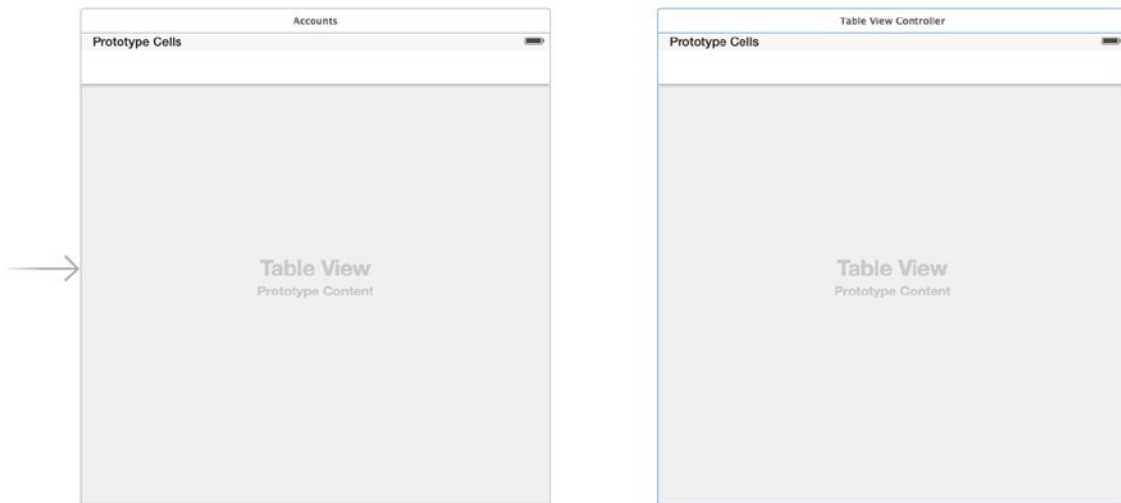 Accounts
Prototype Cells
Table View
Prototype Content
Table View Controller
Prototype Cells
Table View
Prototype Content